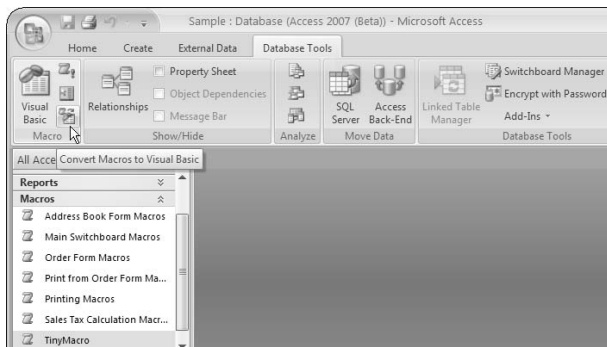 Sample : Database (Access 2007 (Beta)) - Microsoft Access
Home Create External Data Database Tools
Visual Basic
Macro
Relationships
Property Sheet
Object Dependencies
Message Bar
Show/Hide
Analyze
SQL Server
Access Back-End
Move Data
Linked Table Manager
Switchboard Manager
Encrypt with Password
Add-Ins
Database Tools
All Acce
Convert Macros to Visual Basic
Reports
Macros
Address Book Form Macros
Main Switchboard Macros
Order Form Macros
Print from Order Form Ma...
Printing Macros
Sales Tax Calculation Macr...
TinyMacro